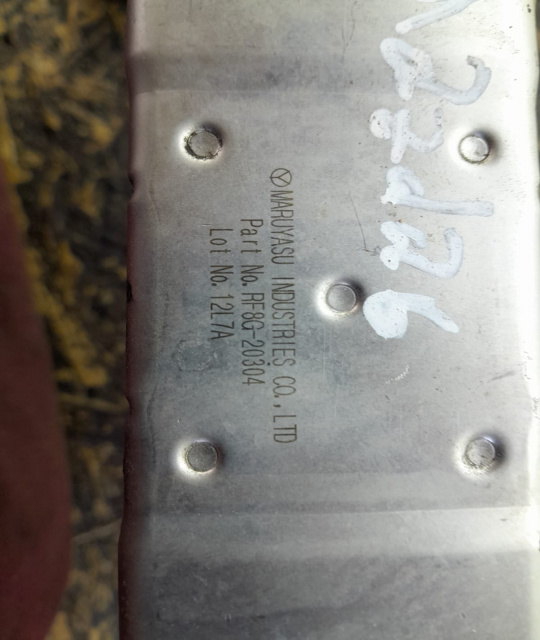 MARUYASU INDUSTRIES CO.,LTD
Part No. RF8G-20304
Lot No. 12L7A